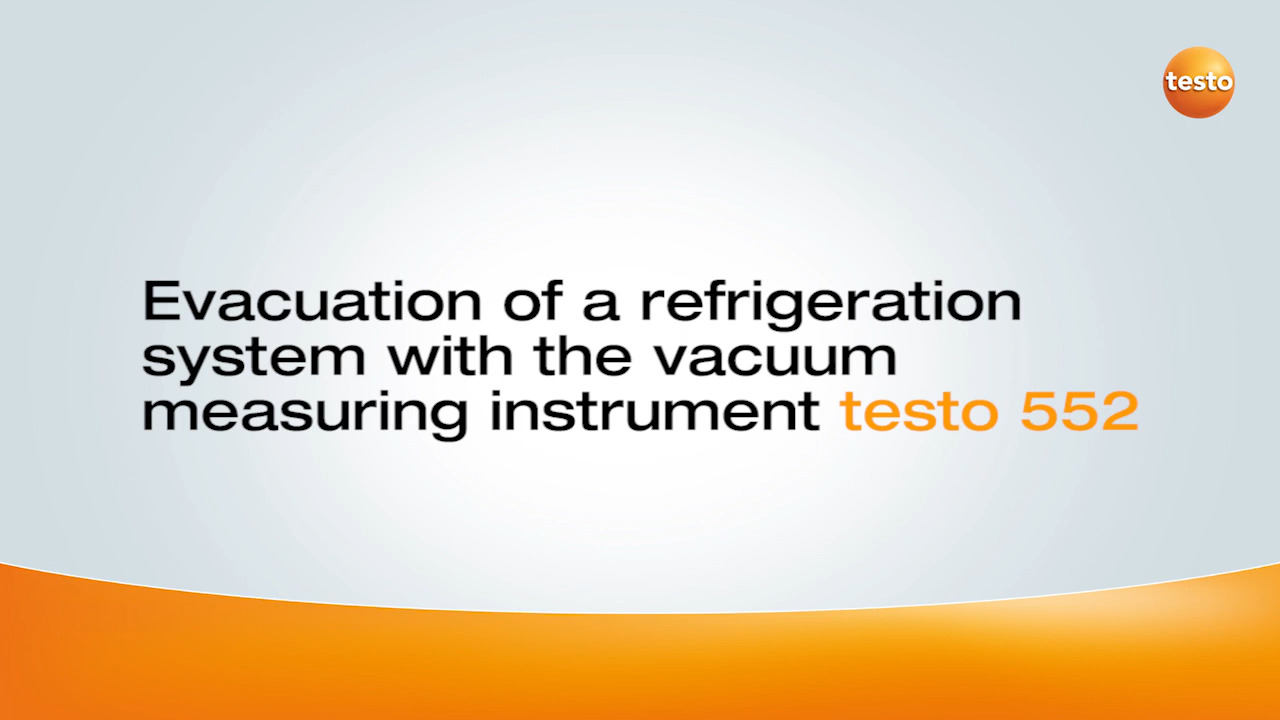 testo
Evacuation of a refrigeration
system with the vacuum
measuring instrument testo 552